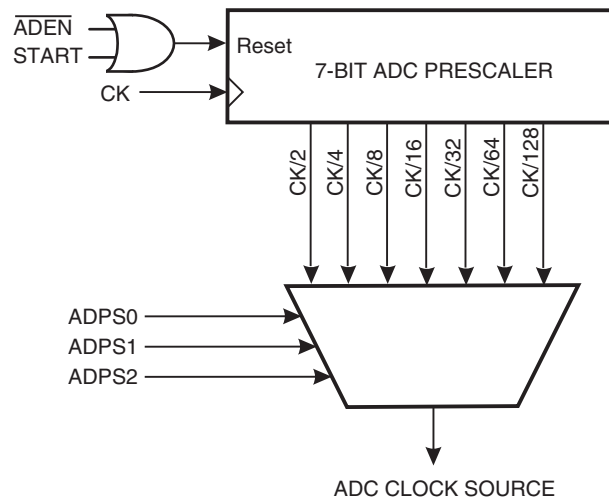 ADEN
START
Reset
7-BIT ADC PRESCALER
CK
CK/2
CK/4
CK/8
CK/16
CK/32
CK/64
CK/128
ADPS0
ADPS1
ADPS2
ADC CLOCK SOURCE